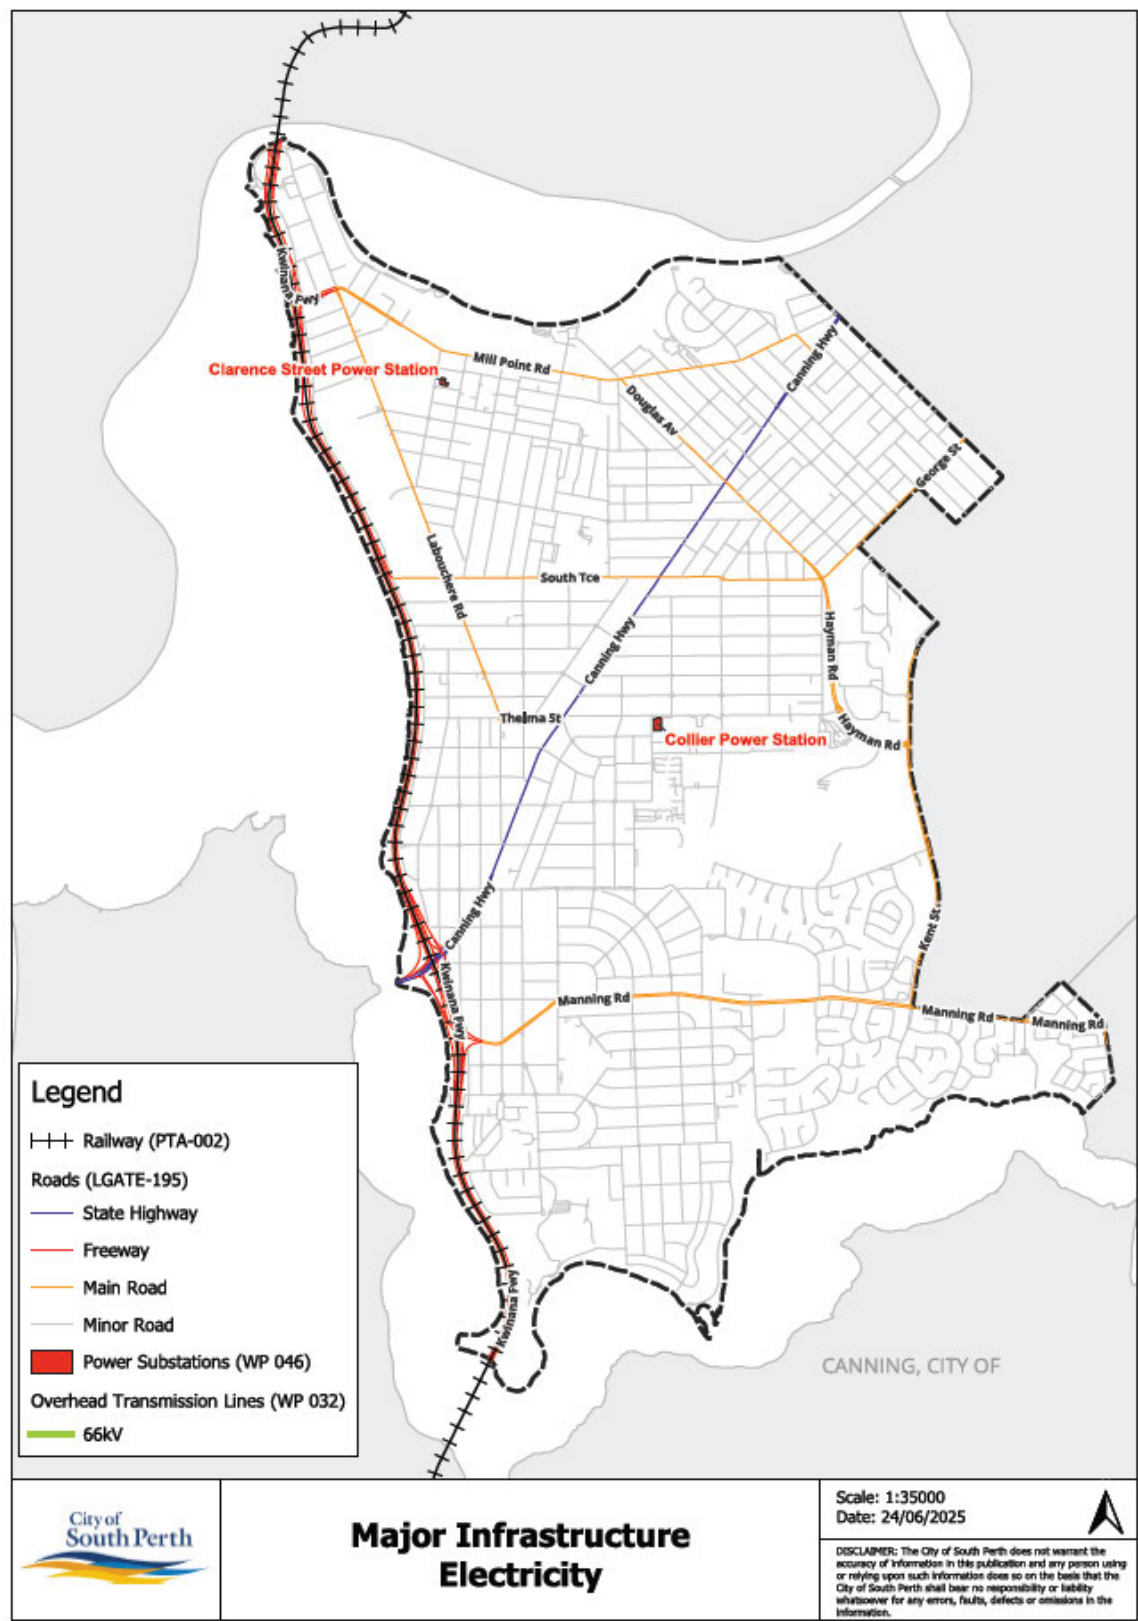 Kwinana Fwy
Clarence Street Power Station
Mill Point Rd
Canning Hwy
Douglas Av
George St
Labouchere Rd
South Tce
Canning Hwy
Hayman Rd
Thelma St
Collier Power Station
Hayman Rd
Canning Hwy
Kent St
Kwinana Fwy
Manning Rd
Manning Rd
Manning Rd
Kwinana Fwy
CANNING, CITY OF
Legend
Railway (PTA-002)
Roads (LGATE-195)
State Highway
Freeway
Main Road
Minor Road
Power Substations (WP 046)
Overhead Transmission Lines (WP 032)
66kV
City of
South Perth
Major Infrastructure
Electricity
Scale: 1:35000
Date: 24/06/2025
DISCLAIMER: The City of South Perth does not warrant the
accuracy of information in this publication and any person using
or relying upon such information does so on the basis that the
City of South Perth shall bear no responsibility or liability
whatsoever for any errors, faults, defects or omissions in the
information.